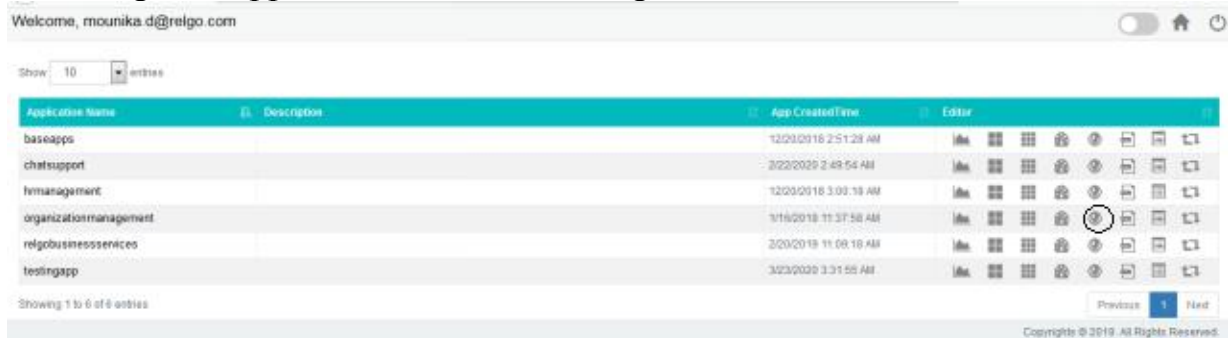 Welcome, mounika.d@relgo.com
Show 10 entries
Application Name Description App CreatedTime Editor
baseapps 12/20/2018 2:51:28 AM
chatsupport 2/22/2020 2:49:54 AM
hrmanagement 12/20/2018 3:00:18 AM
organizationmanagement 1/16/2018 11:37:58 AM
relgobusinessservices 2/20/2019 11:09:18 AM
testingapp 3/23/2020 3:31:55 AM
Showing 1 to 6 of 6 entries
Previous 1 Next
Copyrights © 2019. All Rights Reserved.